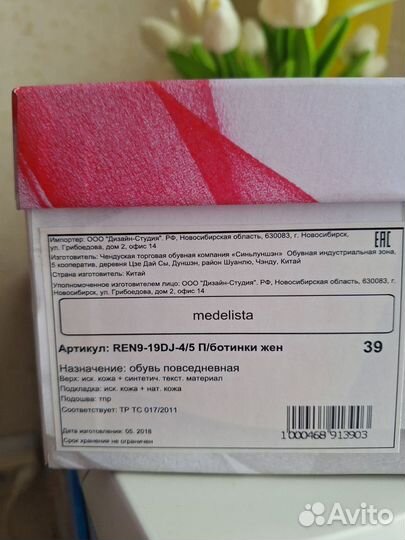 Импортер: ООО "Дизайн-Студия". РФ, Новосибирская область, 630083, г. Новосибирск,
ул. Грибоедова, дом 2, офис 14
EAC
Изготовитель: Чендуская торговая обувная компания «Синьлуншэн» Обувная индустриальная зона,
5 кооператив, деревня Цзе Дай Сы, Дуншэн, район Шуанлю, Чэнду, Китай
Страна изготовитель: Китай
Уполномоченное изготовителем лицо: ООО "Дизайн-Студия". РФ, Новосибирская область, 630083, г.
Новосибирск, ул. Грибоедова, дом 2, офис 14
medelista
Артикул: REN9-19DJ-4/5 П/ботинки жен 39
Назначение: обувь повседневная
Верх: иск. кожа + синтетич. текст. материал
Подкладка: иск. кожа + нат. кожа
Подошва: тпр
Соответствует: ТР ТС 017/2011
Дата изготовления: 05. 2018
Срок хранения не ограничен
1000468 913903
Avito